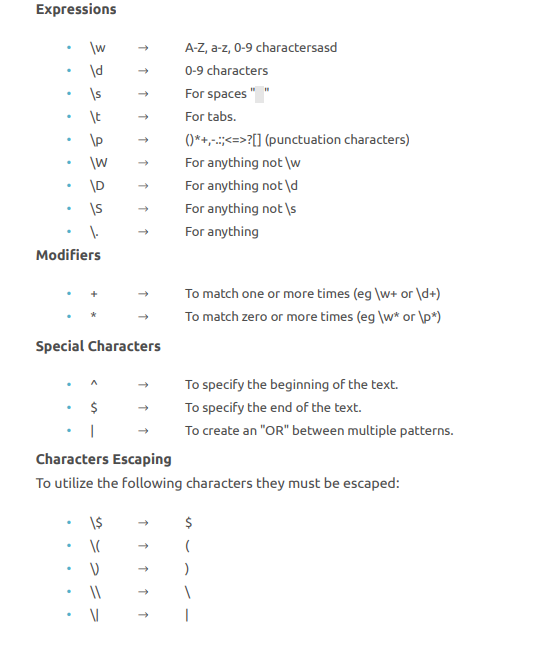 Expressions
• \w → A-Z, a-z, 0-9 charactersasd
• \d → 0-9 characters
• \s → For spaces " "
• \t → For tabs.
• \p → ()*+,-.:;<=>?[] (punctuation characters)
• \W → For anything not \w
• \D → For anything not \d
• \S → For anything not \s
• \. → For anything
Modifiers
• + → To match one or more times (eg \w+ or \d+)
• * → To match zero or more times (eg \w* or \p*)
Special Characters
• ^ → To specify the beginning of the text.
• $ → To specify the end of the text.
• | → To create an "OR" between multiple patterns.
Characters Escaping
To utilize the following characters they must be escaped:
• \$ → $
• \( → (
• \) → )
• \\ → \
• \| → |